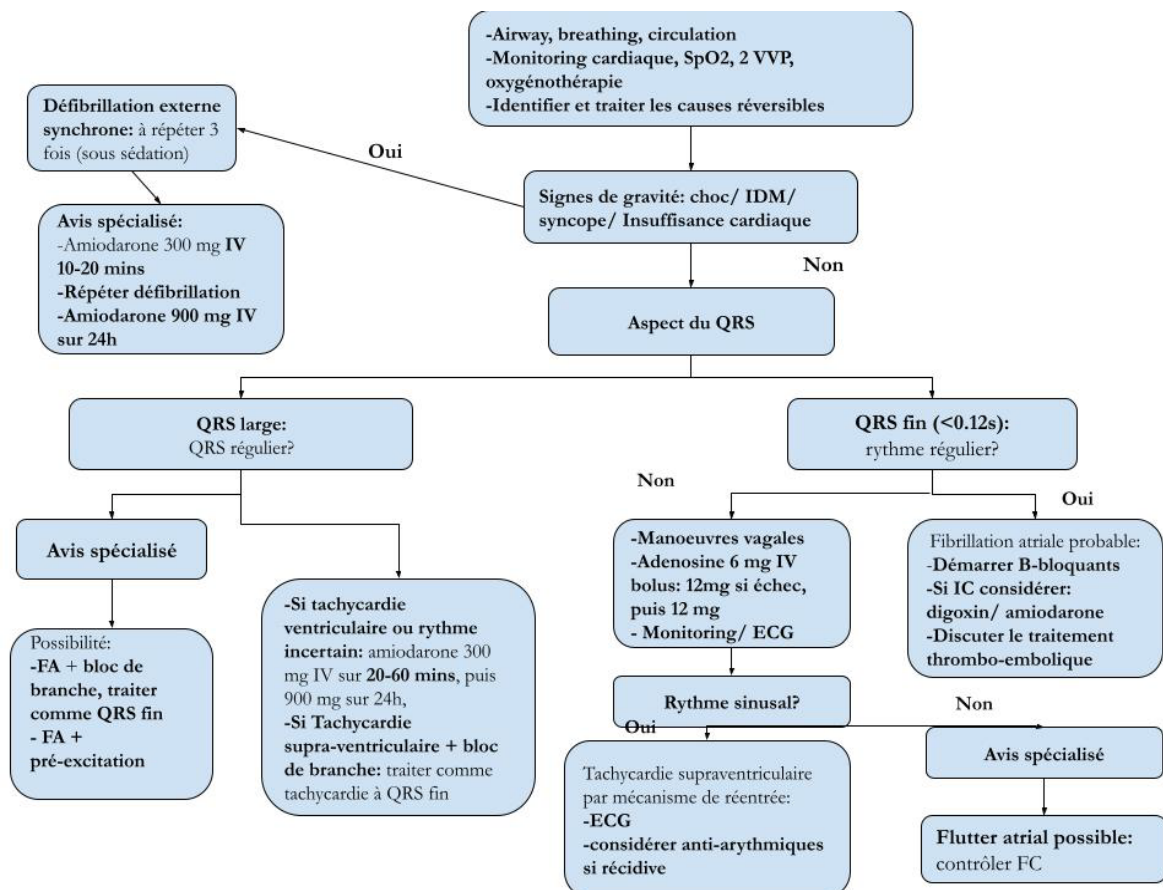 -Airway, breathing, circulation
-Monitoring cardiaque, SpO2, 2 VVP,
oxygénothérapie
-Identifier et traiter les causes réversibles
Défibrillation externe
synchrone: à répéter 3
fois (sous sédation)
Oui
Signes de gravité: choc/ IDM/
syncope/ Insuffisance cardiaque
Avis spécialisé:
-Amiodarone 300 mg IV
10-20 mins
-Répéter défibrillation
-Amiodarone 900 mg IV
sur 24h
Non
Aspect du QRS
QRS large:
QRS régulier?
QRS fin (<0.12s):
rythme régulier?
Non
Oui
Avis spécialisé
Possibilité:
-FA + bloc de
branche, traiter
comme QRS fin
- FA +
pré-excitation
-Si tachycardie
ventriculaire ou rythme
incertain: amiodarone 300
mg IV sur 20-60 mins, puis
900 mg sur 24h,
-Si Tachycardie
supra-ventriculaire + bloc
de branche: traiter comme
tachycardie à QRS fin
-Manoeuvres vagales
-Adenosine 6 mg IV
bolus: 12mg si échec,
puis 12 mg
- Monitoring/ ECG
Fibrillation atriale probable:
-Démarrer B-bloquants
-Si IC considérer:
digoxin/ amiodarone
-Discuter le traitement
thrombo-embolique
Rythme sinusal?
Oui
Non
Tachycardie supraventriculaire
par mécanisme de réentrée:
-ECG
-considérer anti-arythmiques
si récidive
Avis spécialisé
Flutter atrial possible:
contrôler FC